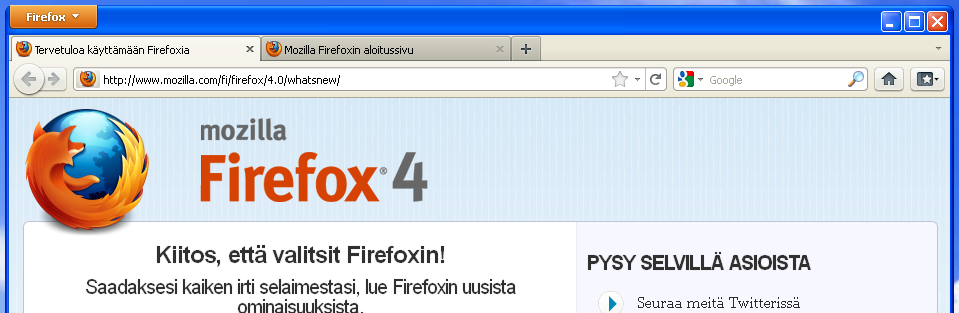 Firefox
Tervetuloa käyttämään Firefoxia
Mozilla Firefoxin aloitussivu
http://www.mozilla.com/fi/firefox/4.0/whatsnew/
Google
mozilla
Firefox® 4
Kiitos, että valitsit Firefoxin!
Saadaksesi kaiken irti selaimestasi, lue Firefoxin uusista
ominaisuuksista.
PYSY SELVILLÄ ASIOISTA
Seuraa meitä Twitterissä